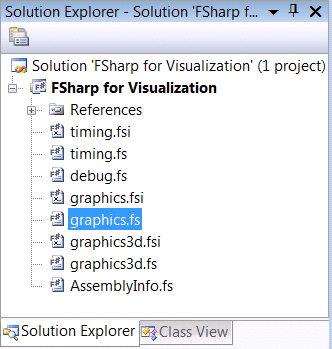 Solution Explorer - Solution 'FSharp f...
Solution 'FSharp for Visualization' (1 project)
FSharp for Visualization
References
timing.fsi
timing.fs
debug.fs
graphics.fsi
graphics.fs
graphics3d.fsi
graphics3d.fs
AssemblyInfo.fs
Solution Explorer Class View